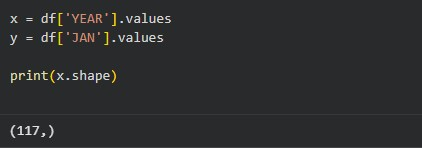 x = df['YEAR'].values
y = df['JAN'].values
print(x.shape)
(117,)